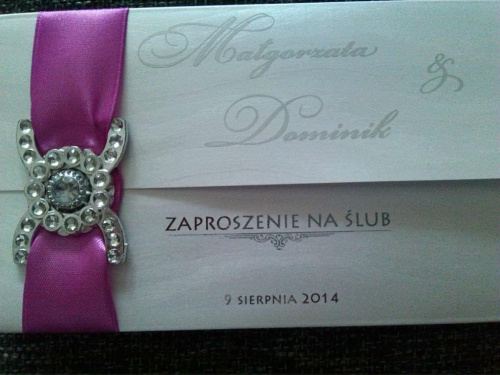 Małgorzata &
Dominik
ZAPROSZENIE NA ŚLUB
9 SIERPNIA 2014